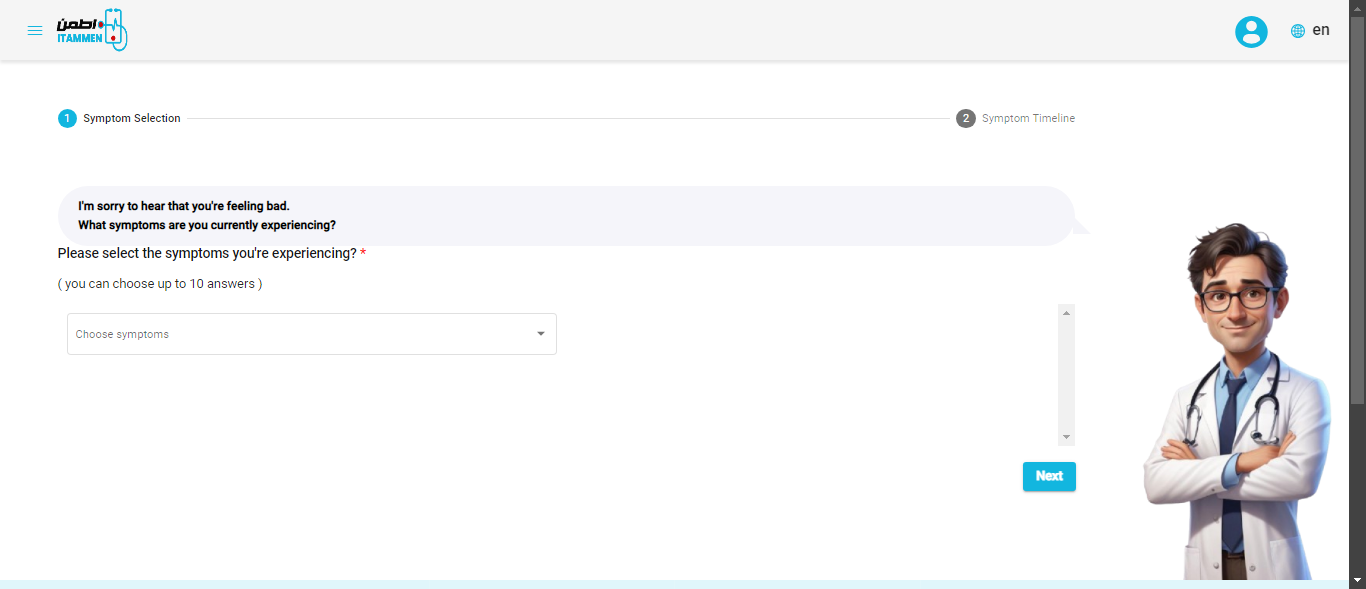 اطمن
ITAMMEN
en
1 Symptom Selection
2 Symptom Timeline
I'm sorry to hear that you're feeling bad.
What symptoms are you currently experiencing?
Please select the symptoms you're experiencing? *
( you can choose up to 10 answers )
Choose symptoms
Next